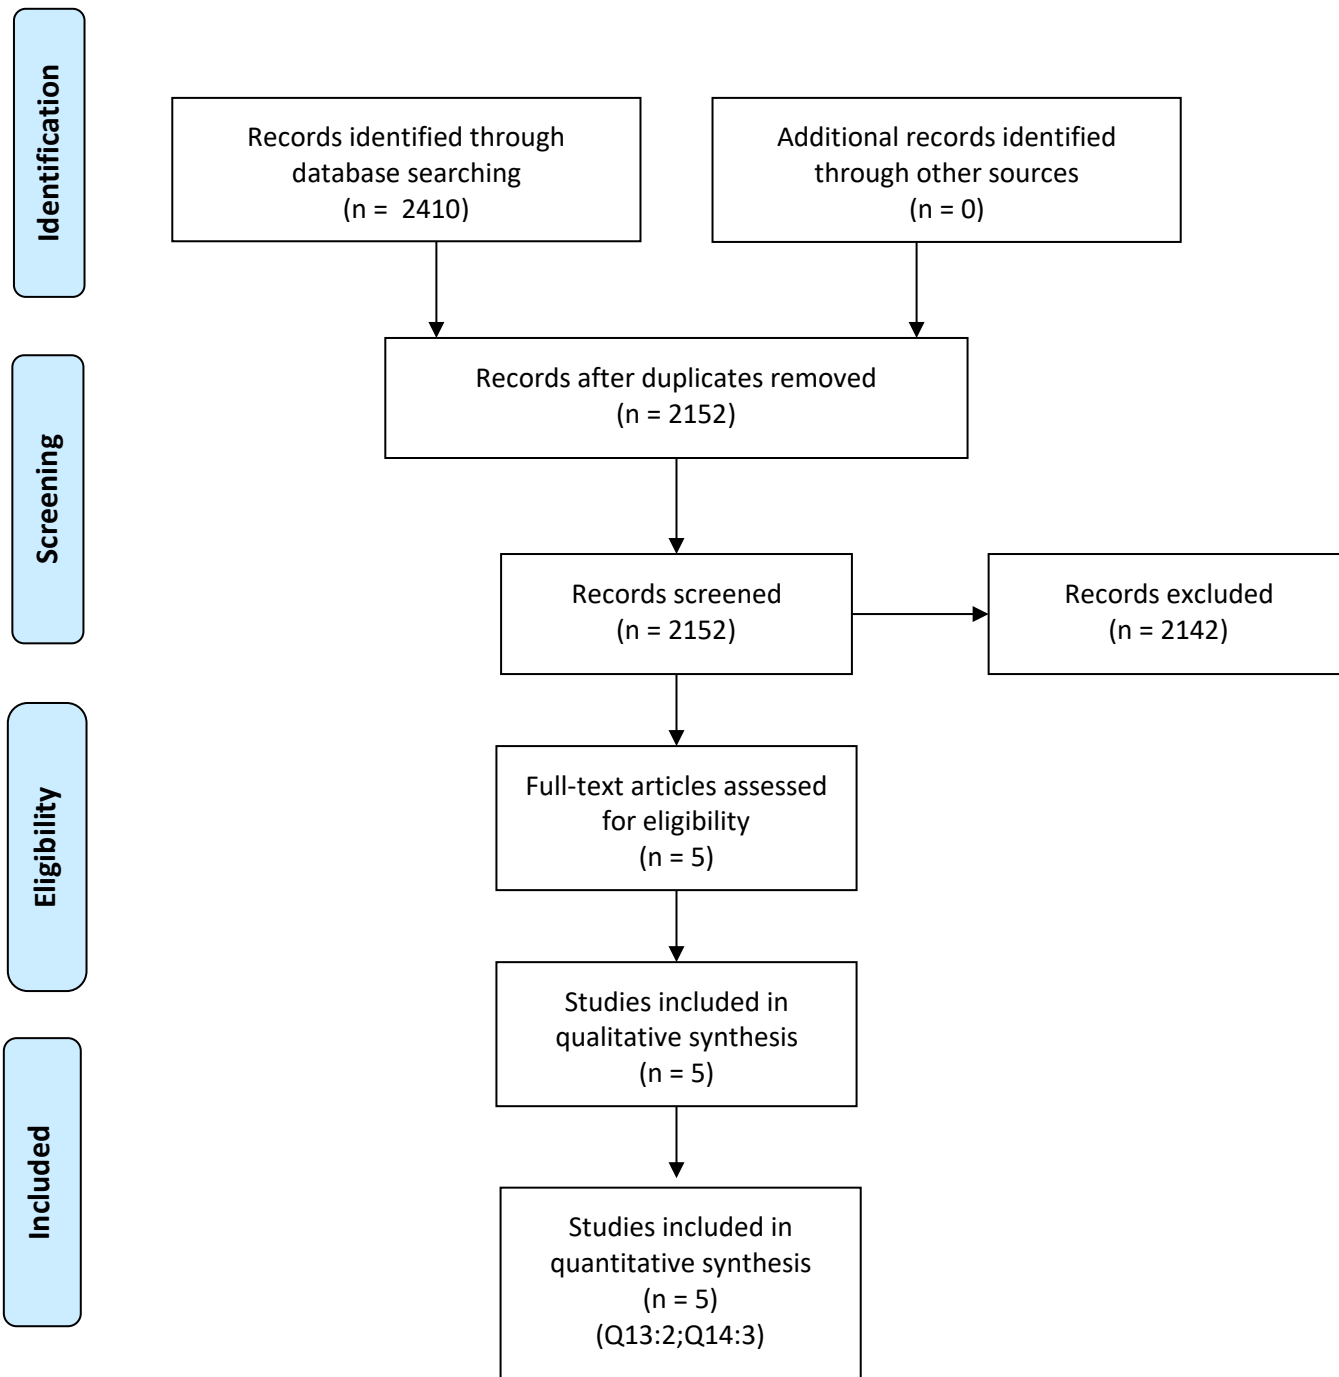 Identification
Records identified through
database searching
(n =  2410)
Additional records identified
through other sources
(n = 0)
Records after duplicates removed
(n = 2152)
Screening
Records screened
(n = 2152)
Records excluded
(n = 2142)
Eligibility
Full-text articles assessed
for eligibility
(n = 5)
Studies included in
qualitative synthesis
(n = 5)
Included
Studies included in
quantitative synthesis
(n = 5)
(Q13:2;Q14:3)